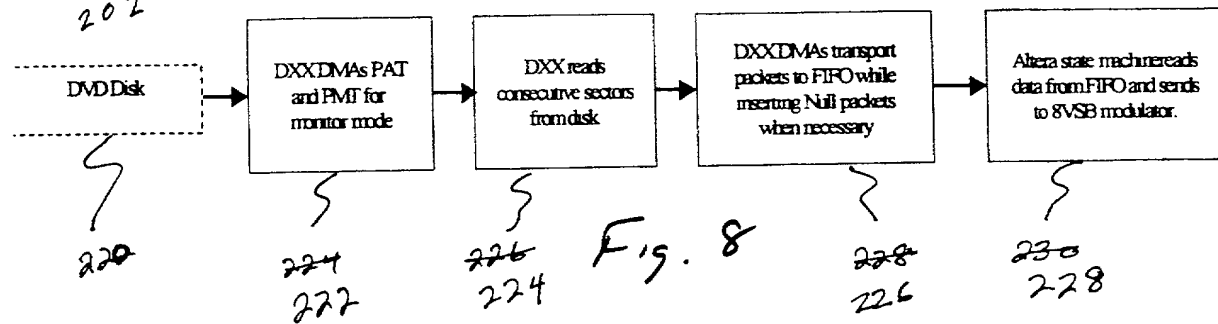 202
DVD Disk
DXX DMAs PAT
and PMT for
monitor mode
DXX reads
consecutive sectors
from disk
DXX DMAs transport
packets to FIFO while
inserting Null packets
when necessary
Altera state machine reads
data from FIFO and sends
to 8VSB modulator.
220
224
222
226
224
Fig. 8
228
226
230
228